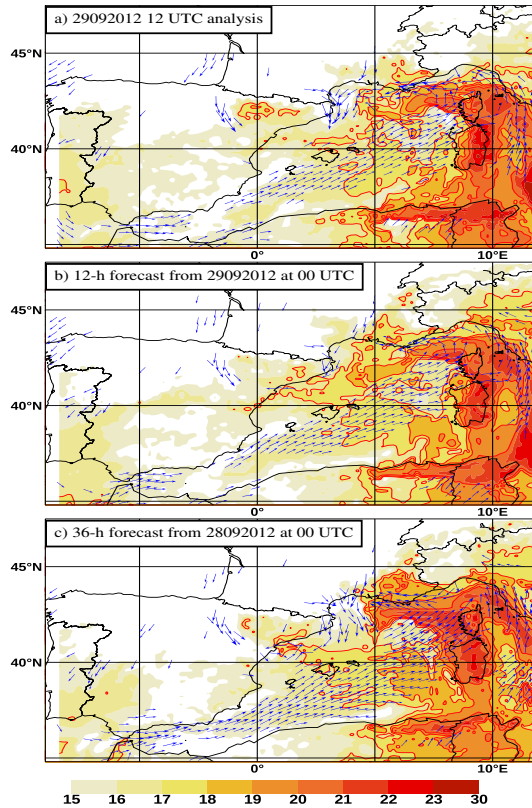 a) 29092012 12 UTC analysis
45°N
40°N
0°
10°E
b) 12-h forecast from 29092012 at 00 UTC
45°N
40°N
0°
10°E
c) 36-h forecast from 28092012 at 00 UTC
45°N
40°N
0°
10°E
15 16 17 18 19 20 21 22 23 30